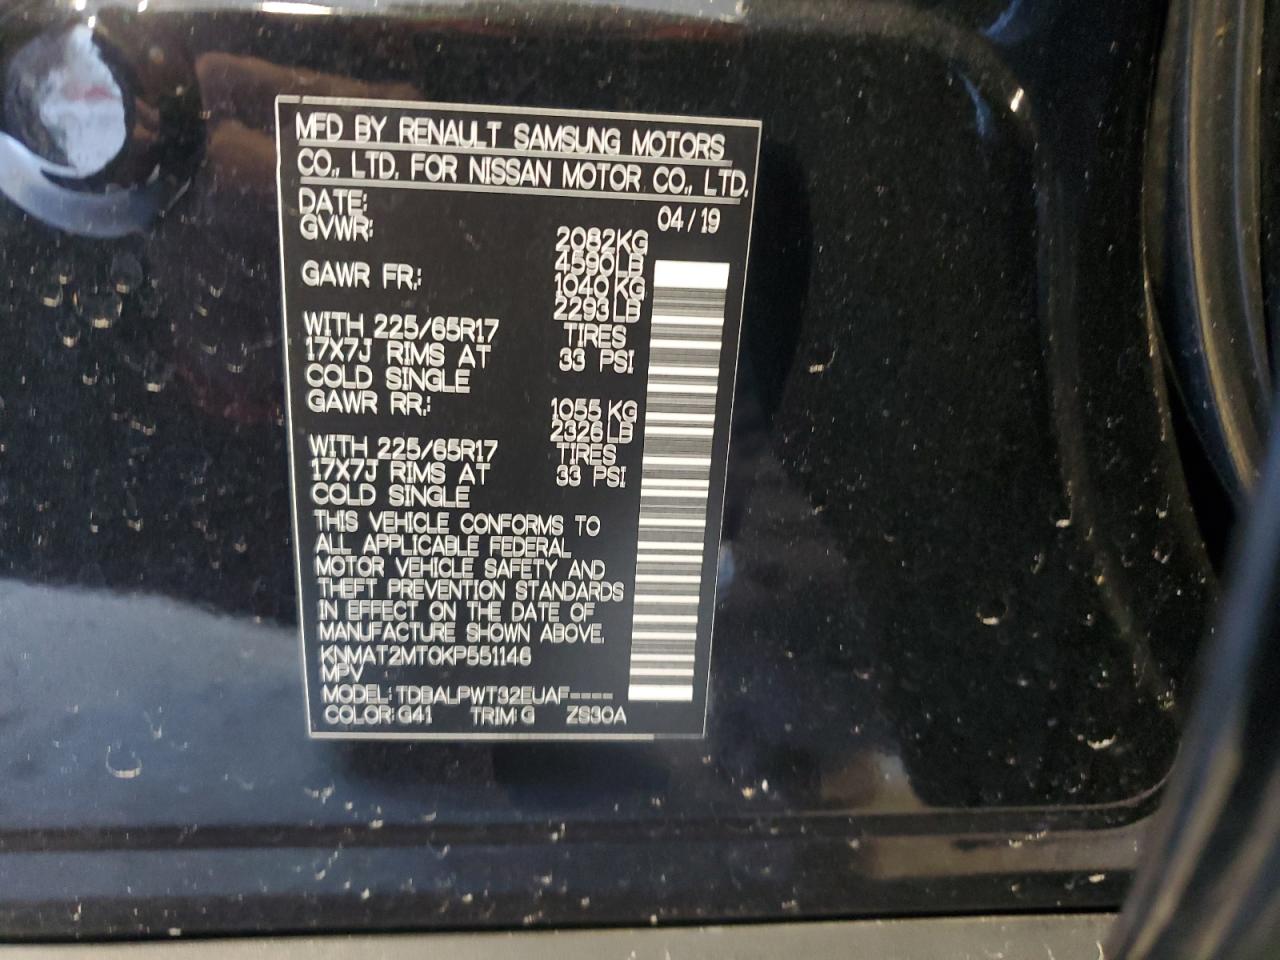 MFD BY RENAULT SAMSUNG MOTORS
CO., LTD. FOR NISSAN MOTOR CO., LTD.
DATE: 04/19
GVWR: 2082KG
4590LB
GAWR FR.: 1040 KG
2293LB
WITH 225/65R17 TIRES
17X7J RIMS AT 33 PSI
COLD SINGLE
GAWR RR.: 1055 KG
2326LB
WITH 225/65R17 TIRES
17X7J RIMS AT 33 PSI
COLD SINGLE
THIS VEHICLE CONFORMS TO
ALL APPLICABLE FEDERAL
MOTOR VEHICLE SAFETY AND
THEFT PREVENTION STANDARDS
IN EFFECT ON THE DATE OF
MANUFACTURE SHOWN ABOVE.
KNMAT2MT0KP551146
MPV
MODEL: TDBALPWT32EUAF----
COLOR: G41 TRIM: G ZS30A